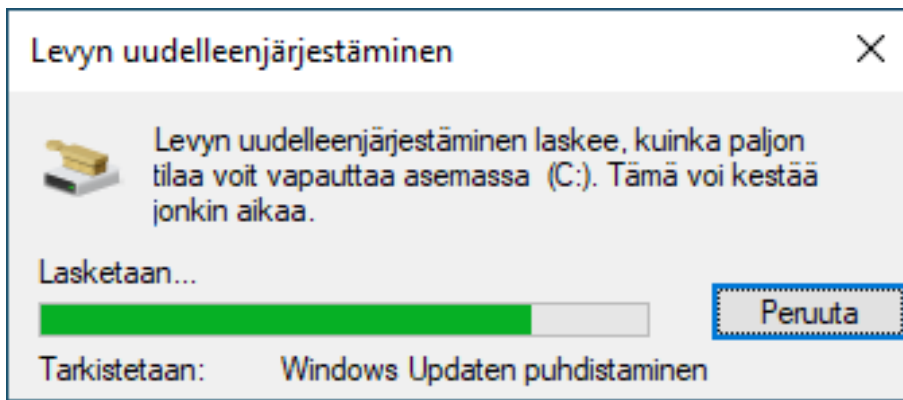 Levyn uudelleenjärjestäminen
Levyn uudelleenjärjestäminen laskee, kuinka paljon
tilaa voit vapauttaa asemassa (C:). Tämä voi kestää
jonkin aikaa.
Lasketaan...
Peruuta
Tarkistetaan: Windows Updaten puhdistaminen